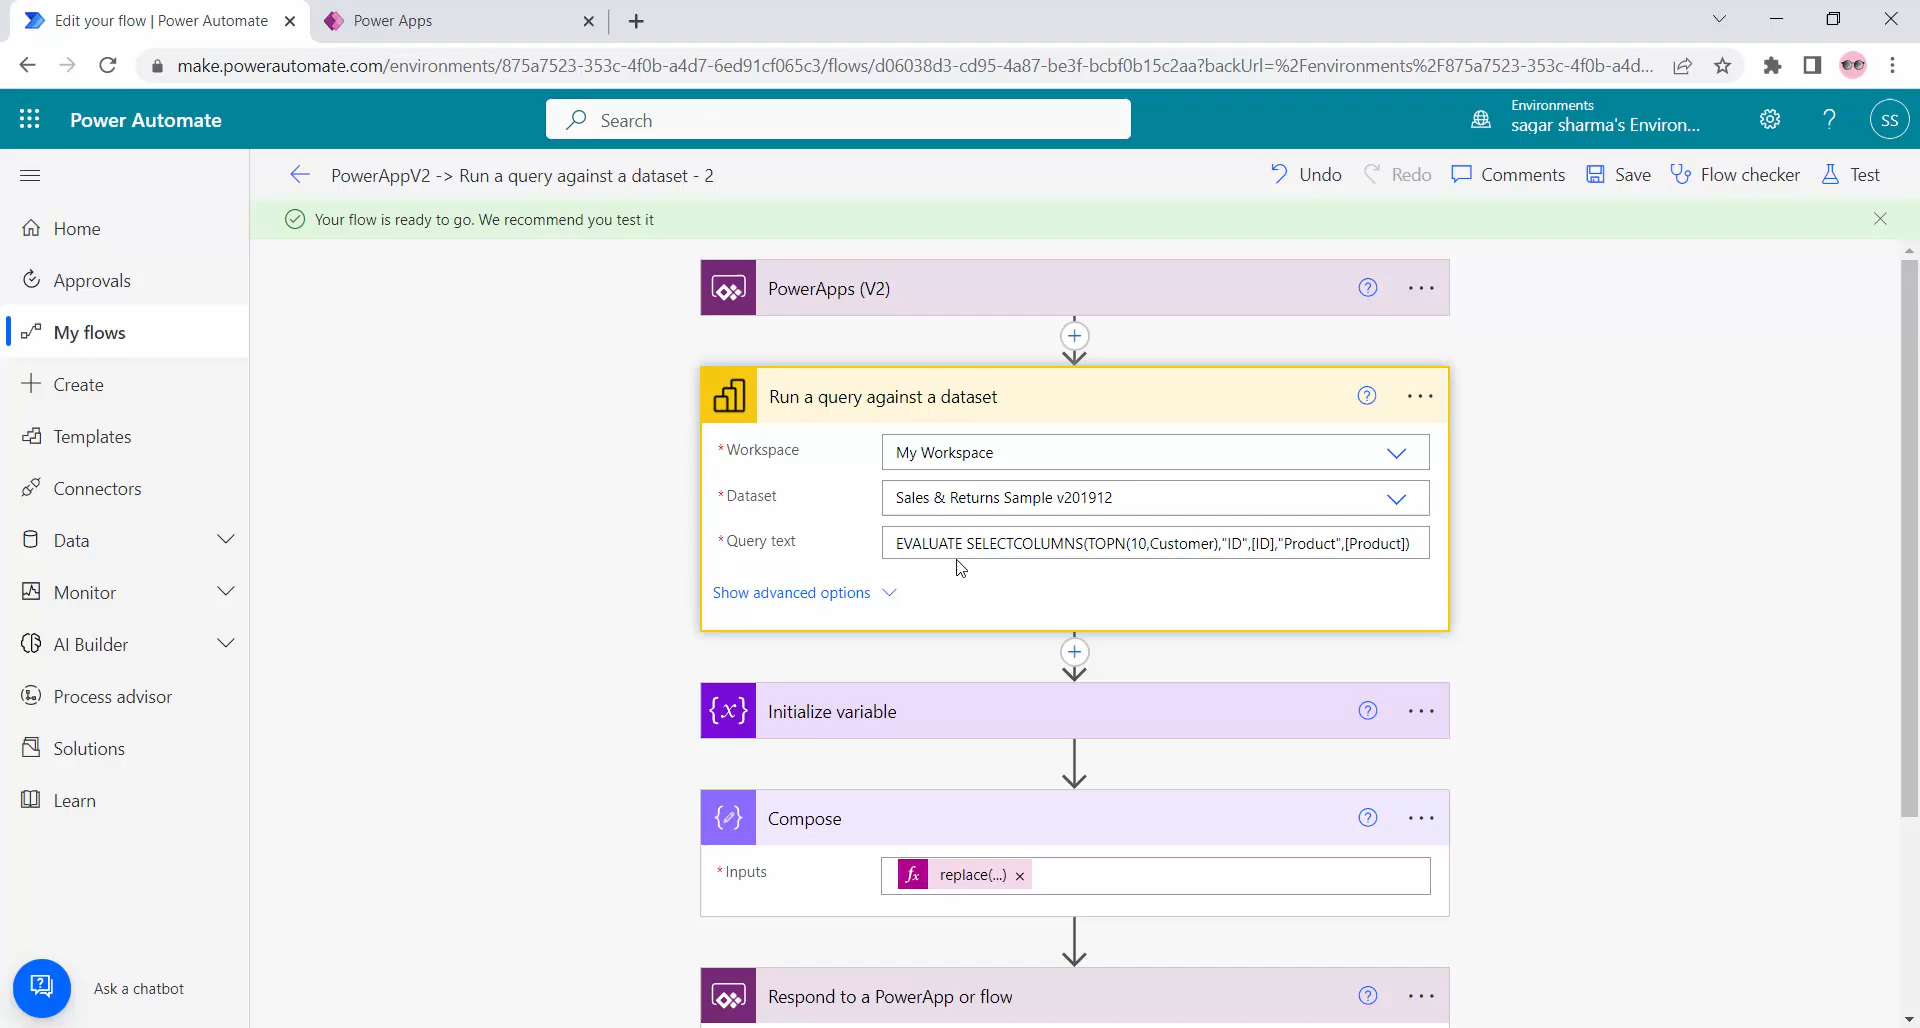 Edit your flow | Power Automate
Power Apps
make.powerautomate.com/environments/875a7523-353c-4f0b-a4d7-6ed91cf065c3/flows/d06038d3-cd95-4a87-be3f-bcbf0b15c2aa?backUrl=%2Fenvironments%2F875a7523-353c-4f0b-a4d...
Power Automate
Search
Environments
sagar sharma's Environ...
SS
PowerAppV2 -> Run a query against a dataset - 2
Undo
Redo
Comments
Save
Flow checker
Test
Your flow is ready to go. We recommend you test it
Home
Approvals
My flows
Create
Templates
Connectors
Data
Monitor
AI Builder
Process advisor
Solutions
Learn
Ask a chatbot
PowerApps (V2)
Run a query against a dataset
* Workspace
My Workspace
* Dataset
Sales & Returns Sample v201912
* Query text
EVALUATE SELECTCOLUMNS(TOPN(10,Customer),"ID",[ID],"Product",[Product])
Show advanced options
{x} Initialize variable
Compose
* Inputs
fx replace(...) ×
Respond to a PowerApp or flow